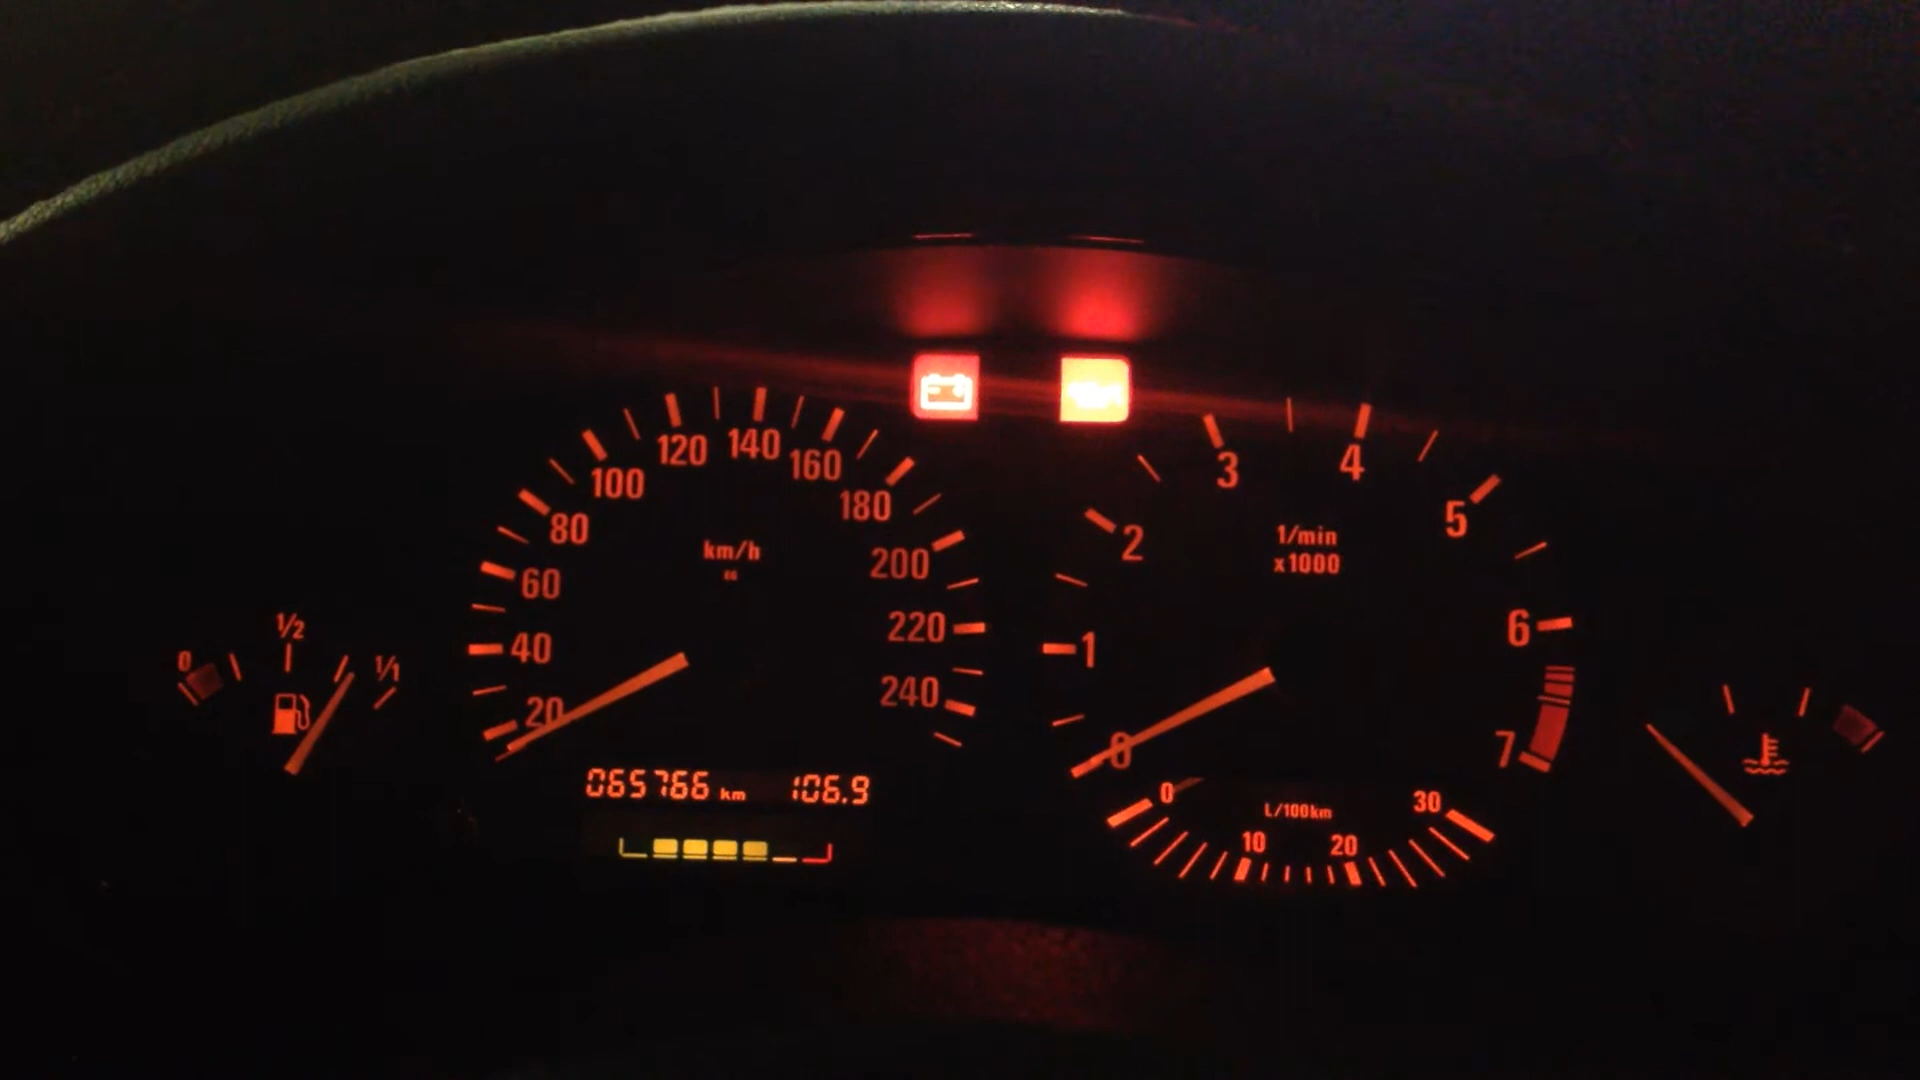 0 1/2 1/1
20 40 60 80 100 120 140 160 180 200 220 240
km/h
065766 km 106.9
0 1 2 3 4 5 6 7
1/min
x1000
0 10 20 30
L/100km